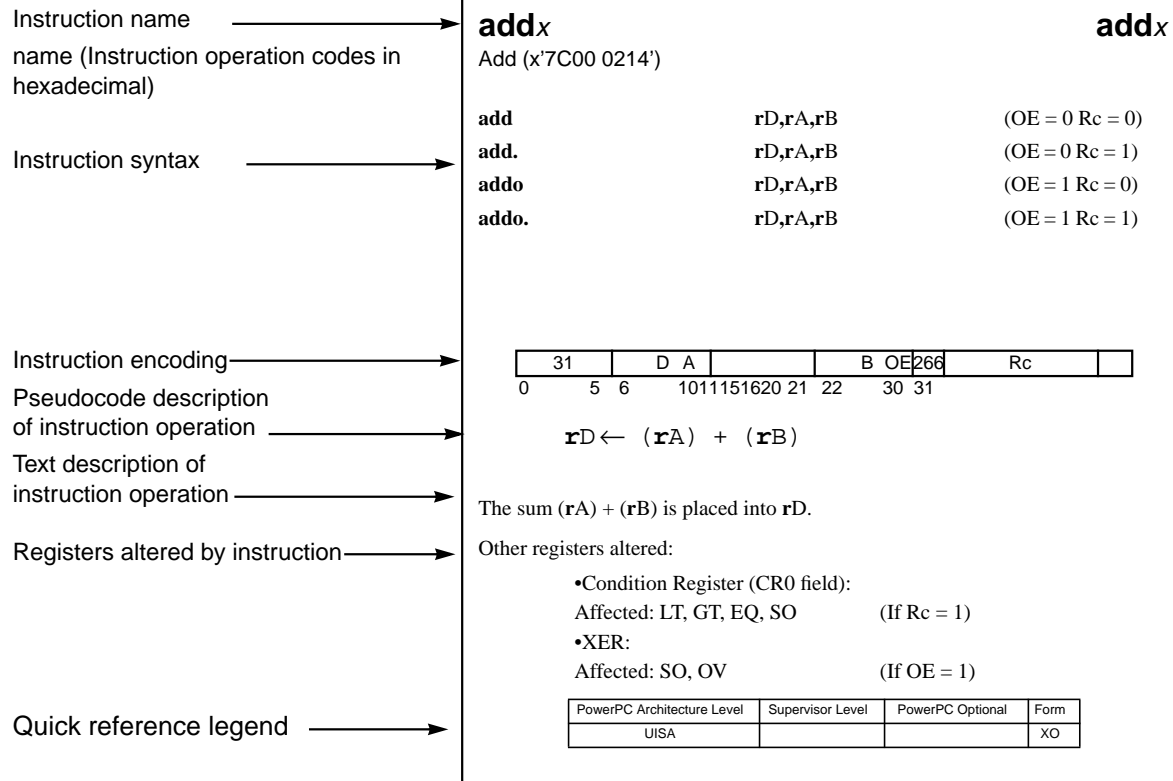 Instruction name
name (Instruction operation codes in
hexadecimal)
Instruction syntax
Instruction encoding
Pseudocode description
of instruction operation
Text description of
instruction operation
Registers altered by instruction
Quick reference legend
addx addx
Add (x'7C00 0214')
add rD,rA,rB (OE = 0 Rc = 0)
add. rD,rA,rB (OE = 0 Rc = 1)
addo rD,rA,rB (OE = 1 Rc = 0)
addo. rD,rA,rB (OE = 1 Rc = 1)
31 D A B OE 266 Rc
0 5 6 1011151620 21 22 30 31
rD ← (rA) + (rB)
The sum (rA) + (rB) is placed into rD.
Other registers altered:
•Condition Register (CR0 field):
Affected: LT, GT, EQ, SO (If Rc = 1)
•XER:
Affected: SO, OV (If OE = 1)
PowerPC Architecture Level Supervisor Level PowerPC Optional Form
UISA XO